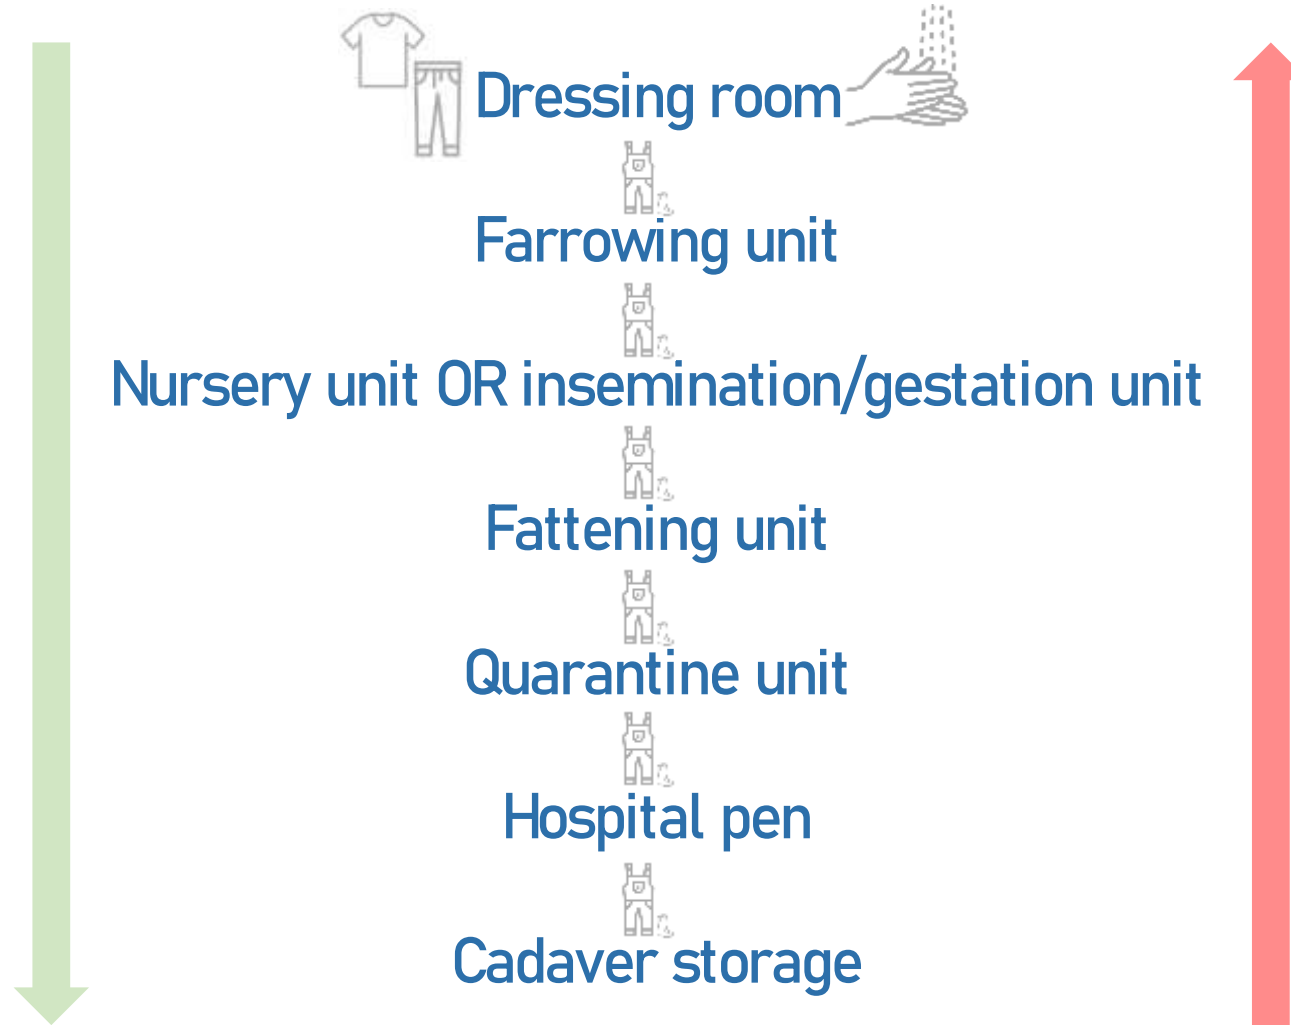 Dressing room
Farrowing unit
Nursery unit OR insemination/gestation unit
Fattening unit
Quarantine unit
Hospital pen
Cadaver storage